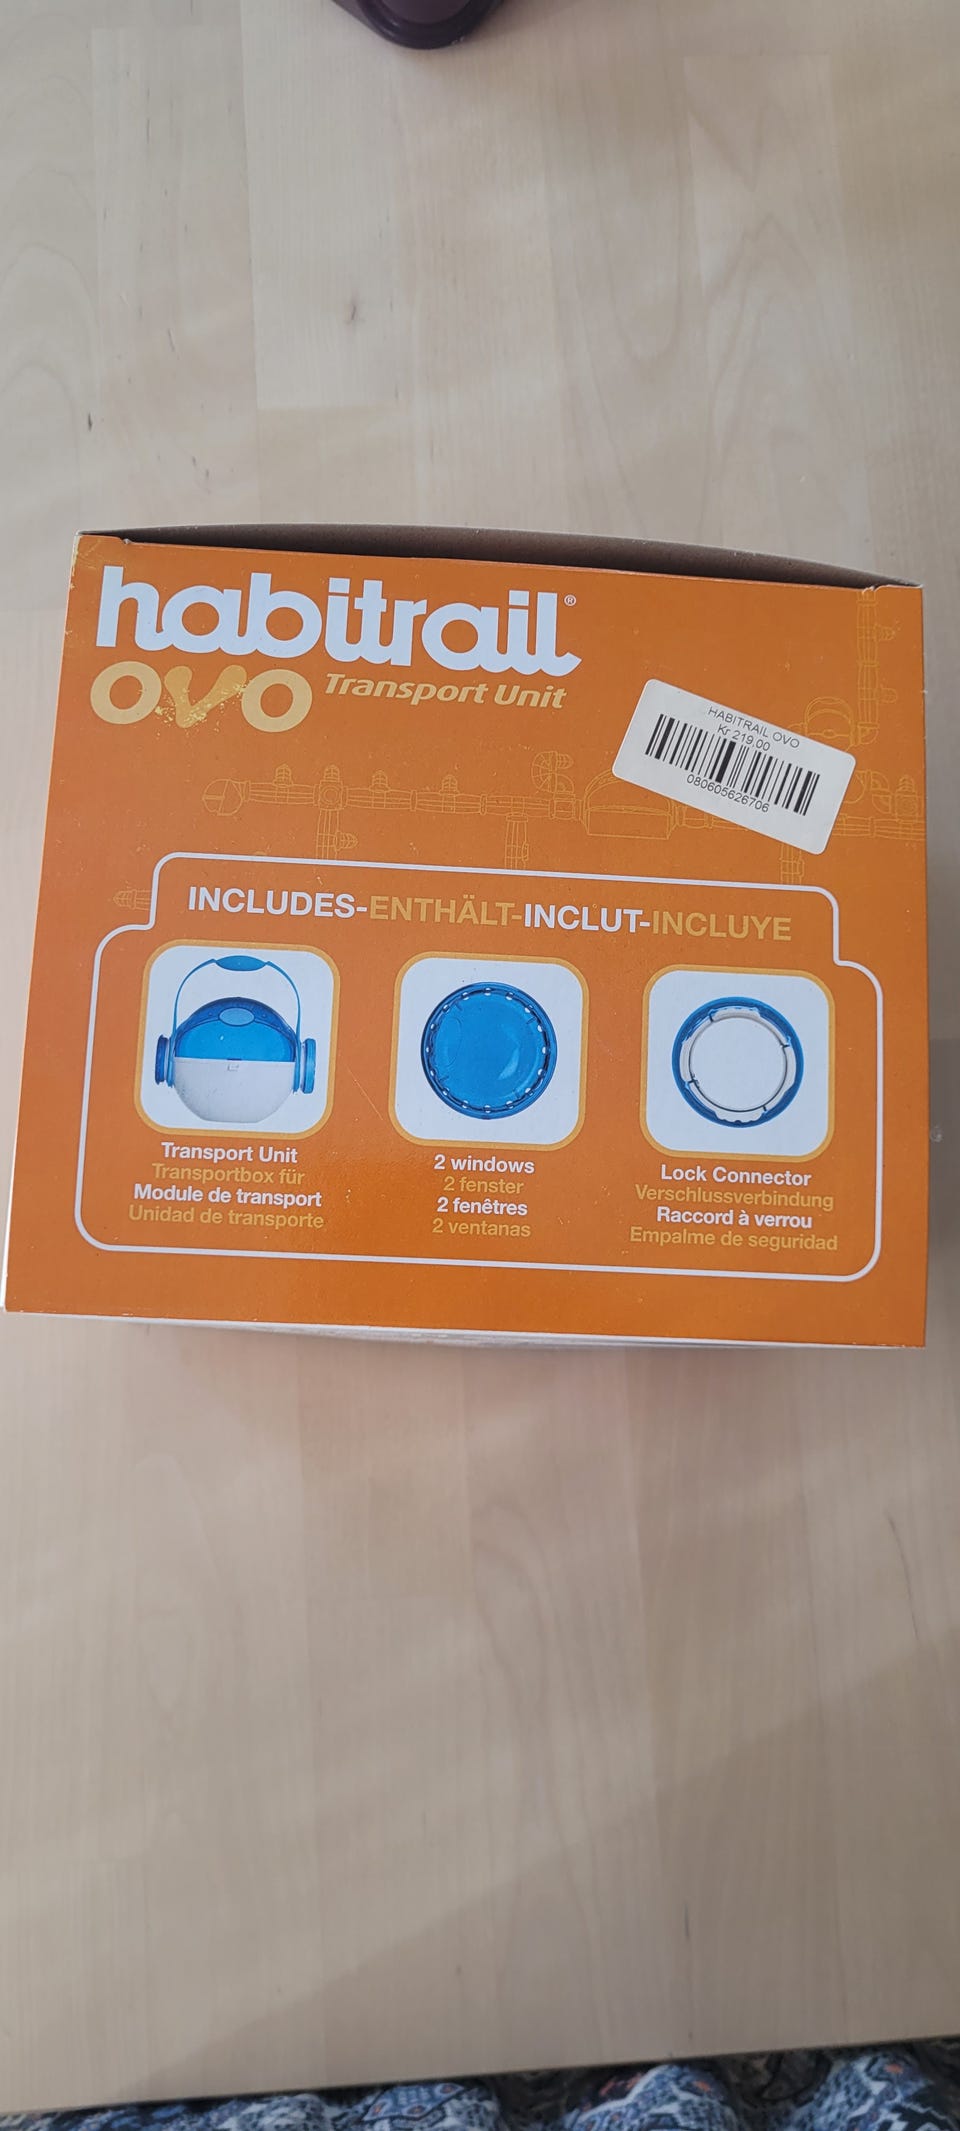 habitrail®
ovo Transport Unit
HABITRAIL OVO
Kr 219.00
080605626706
INCLUDES-ENTHÄLT-INCLUT-INCLUYE
Transport Unit
Transportbox für
Module de transport
Unidad de transporte
2 windows
2 fenster
2 fenêtres
2 ventanas
Lock Connector
Verschlussverbindung
Raccord à verrou
Empalme de seguridad